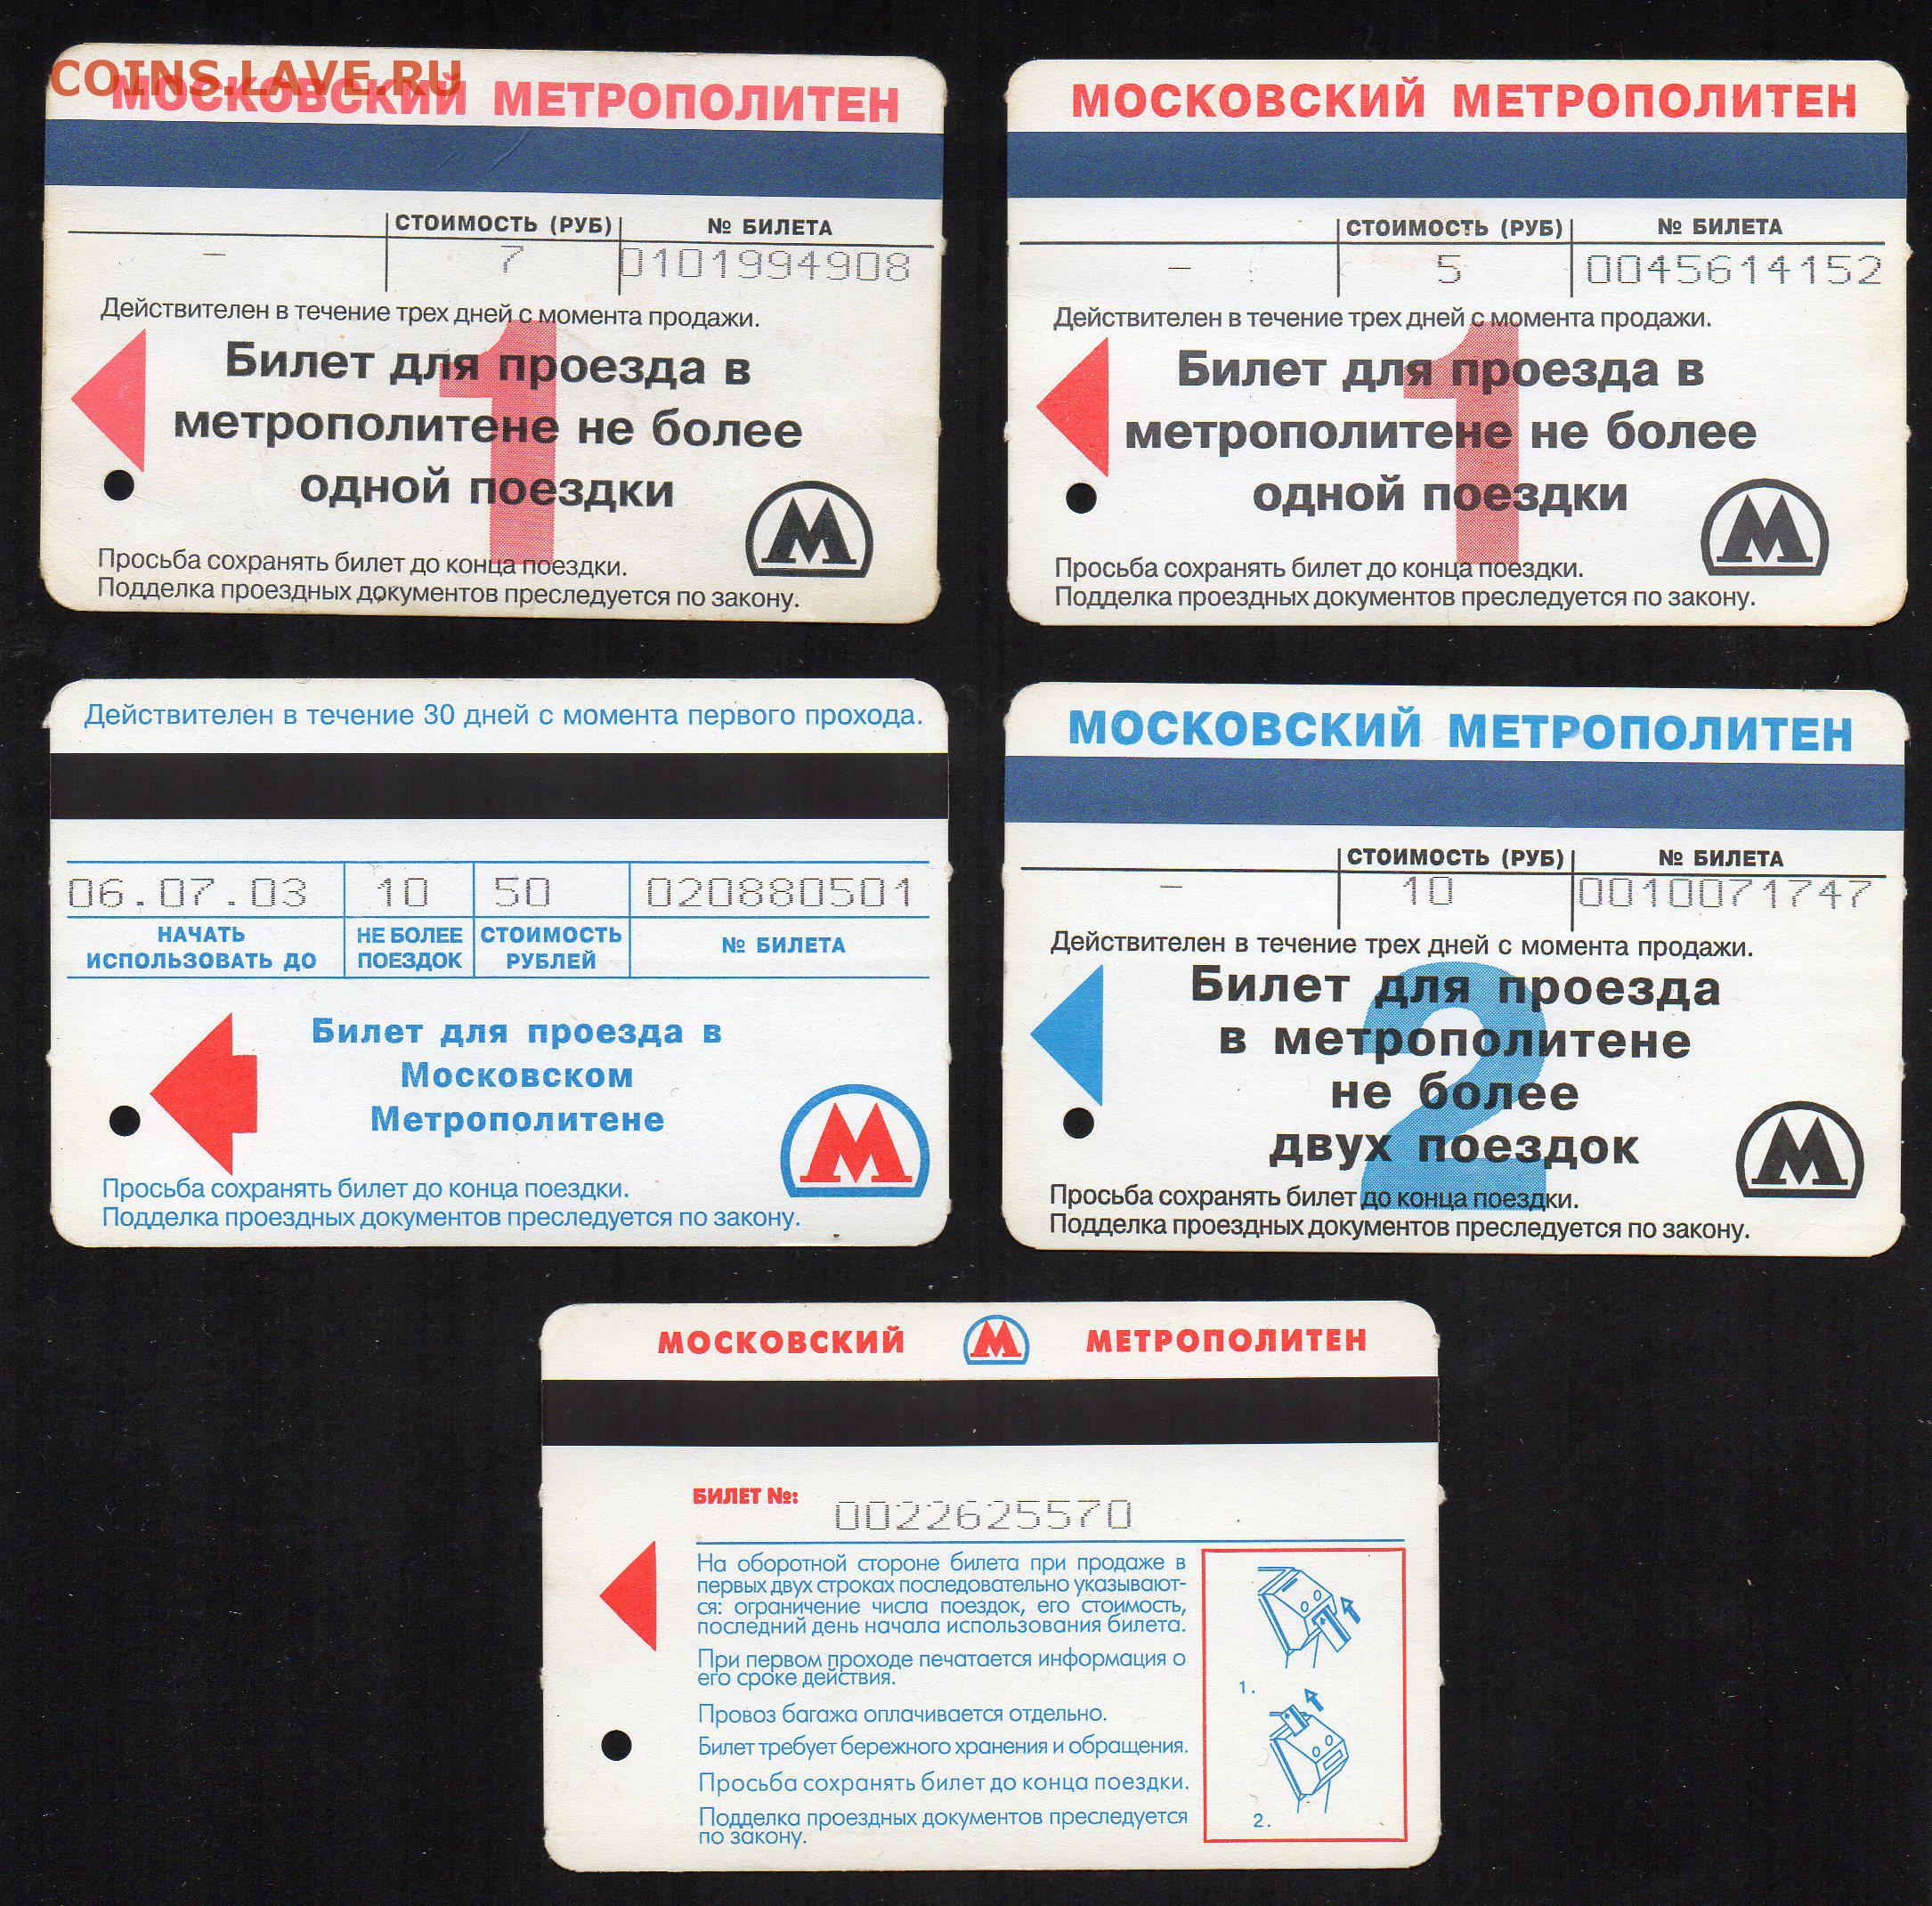 COINS.LAVE.RU
МОСКОВСКИЙ МЕТРОПОЛИТЕН
СТОИМОСТЬ (РУБ) № БИЛЕТА
– 7 0101994908
Действителен в течение трех дней с момента продажи.
1
Билет для проезда в
метрополитене не более
одной поездки
М
Просьба сохранять билет до конца поездки.
Подделка проездных документов преследуется по закону.
МОСКОВСКИЙ МЕТРОПОЛИТЕН
СТОИМОСТЬ (РУБ) № БИЛЕТА
– 5 0045614152
Действителен в течение трех дней с момента продажи.
1
Билет для проезда в
метрополитене не более
одной поездки
М
Просьба сохранять билет до конца поездки.
Подделка проездных документов преследуется по закону.
Действителен в течение 30 дней с момента первого прохода.
06.07.03 10 50 020880501
НАЧАТЬ НЕ БОЛЕЕ СТОИМОСТЬ № БИЛЕТА
ИСПОЛЬЗОВАТЬ ДО ПОЕЗДОК РУБЛЕЙ
Билет для проезда в
Московском
Метрополитене
М
Просьба сохранять билет до конца поездки.
Подделка проездных документов преследуется по закону.
МОСКОВСКИЙ МЕТРОПОЛИТЕН
СТОИМОСТЬ (РУБ) № БИЛЕТА
– 10 0010071747
Действителен в течение трех дней с момента продажи.
2
Билет для проезда
в метрополитене
не более
двух поездок
М
Просьба сохранять билет до конца поездки.
Подделка проездных документов преследуется по закону.
МОСКОВСКИЙ М МЕТРОПОЛИТЕН
БИЛЕТ №: 0022625570
На оборотной стороне билета при продаже в
первых двух строках последовательно указывают-
ся: ограничение числа поездок, его стоимость,
последний день начала использования билета.
При первом проходе печатается информация о
его сроке действия.
Провоз багажа оплачивается отдельно.
Билет требует бережного хранения и обращения.
Просьба сохранять билет до конца поездки.
Подделка проездных документов преследуется
по закону.
1.
2.